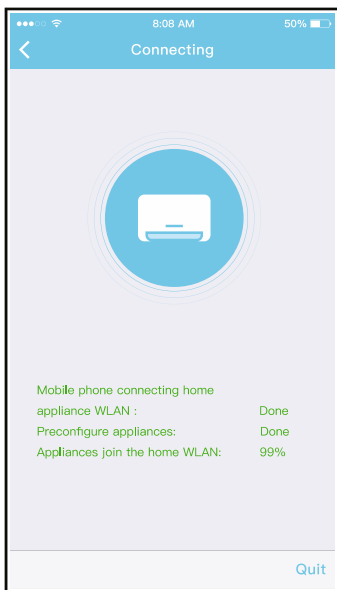 8:08 AM 50%
Connecting
Mobile phone connecting home
appliance WLAN : Done
Preconfigure appliances: Done
Appliances join the home WLAN: 99%
Quit